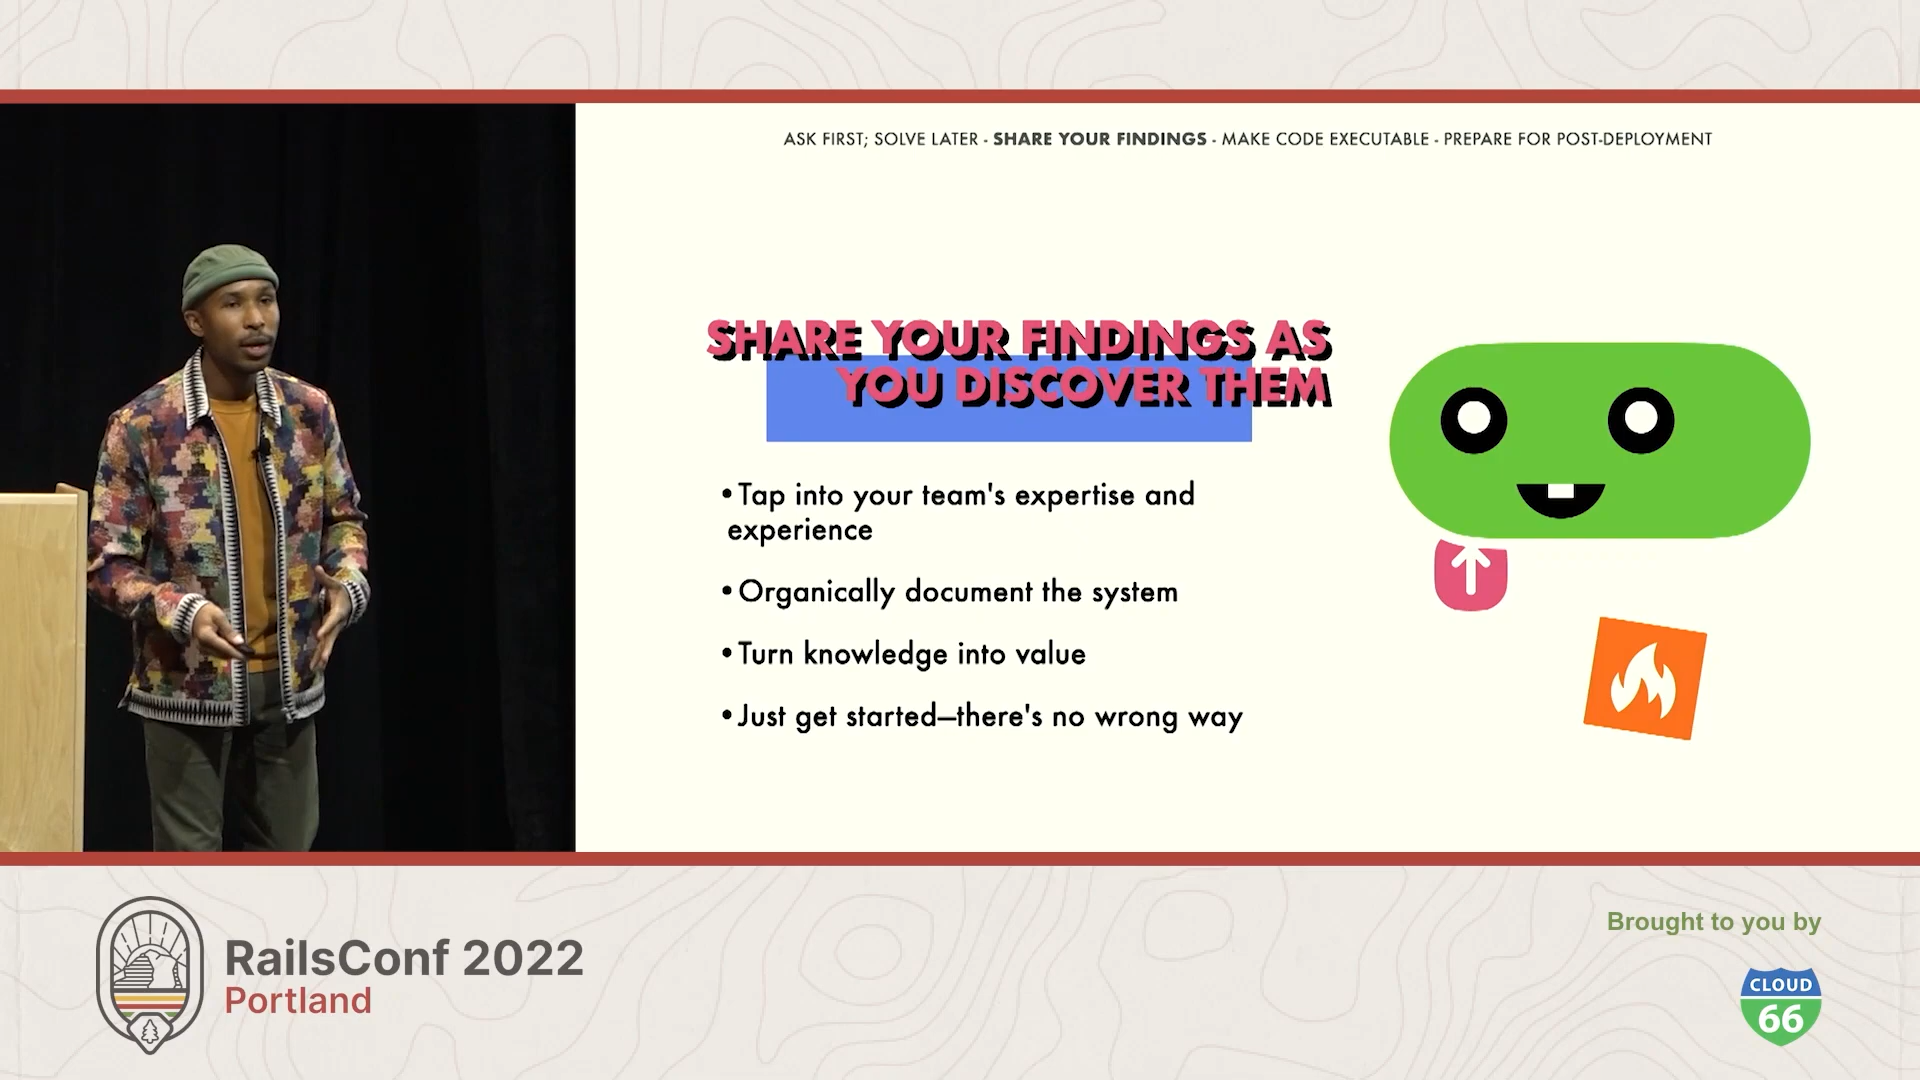 ASK FIRST; SOLVE LATER - SHARE YOUR FINDINGS - MAKE CODE EXECUTABLE - PREPARE FOR POST-DEPLOYMENT
SHARE YOUR FINDINGS AS
YOU DISCOVER THEM
•Tap into your team's expertise and
experience
•Organically document the system
•Turn knowledge into value
•Just get started—there's no wrong way
RailsConf 2022
Portland
Brought to you by
CLOUD
66